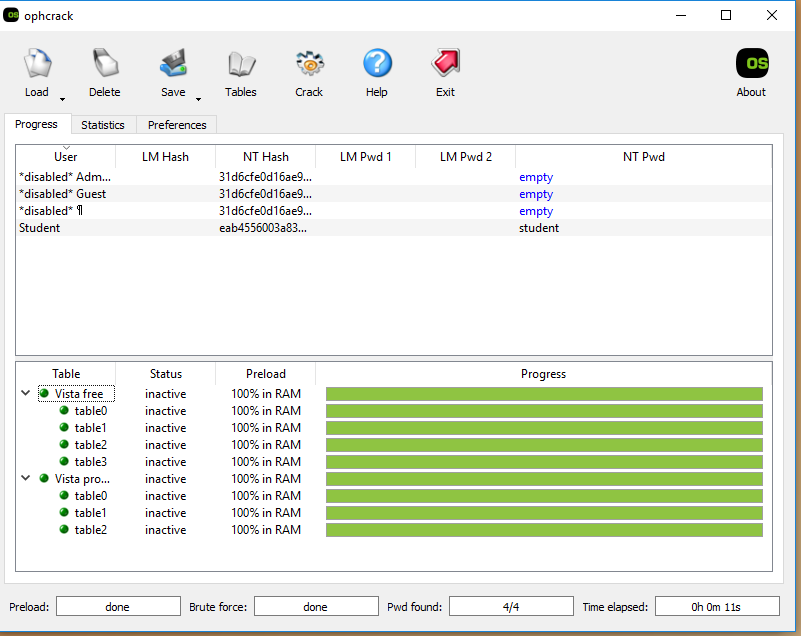 OS ophcrack
Load Delete Save Tables Crack Help Exit OS About
Progress Statistics Preferences
User LM Hash NT Hash LM Pwd 1 LM Pwd 2 NT Pwd
*disabled* Adm... 31d6cfe0d16ae9... empty
*disabled* Guest 31d6cfe0d16ae9... empty
*disabled* ¶ 31d6cfe0d16ae9... empty
Student eab4556003a83... student
Table Status Preload Progress
Vista free inactive 100% in RAM
table0 inactive 100% in RAM
table1 inactive 100% in RAM
table2 inactive 100% in RAM
table3 inactive 100% in RAM
Vista pro... inactive 100% in RAM
table0 inactive 100% in RAM
table1 inactive 100% in RAM
table2 inactive 100% in RAM
Preload: done Brute force: done Pwd found: 4/4 Time elapsed: 0h 0m 11s